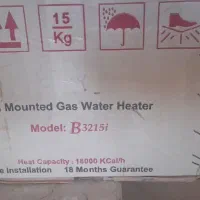 15
Kg
Mounted Gas Water Heater
Model: B3215i
Heat Capacity: 16000 KCal/h
Installation 18 Months Guarantee